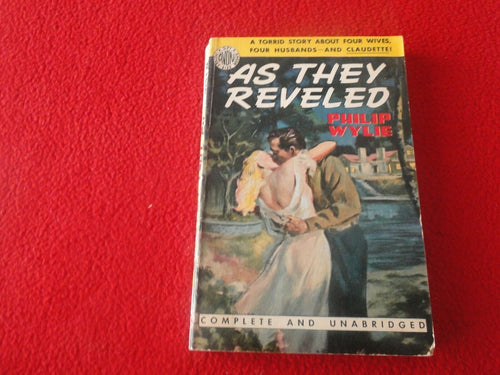 A TORRID STORY ABOUT FOUR WIVES,
FOUR HUSBANDS—AND CLAUDETTE!
AS THEY
REVELED
PHILIP
WYLIE
COMPLETE AND UNABRIDGED